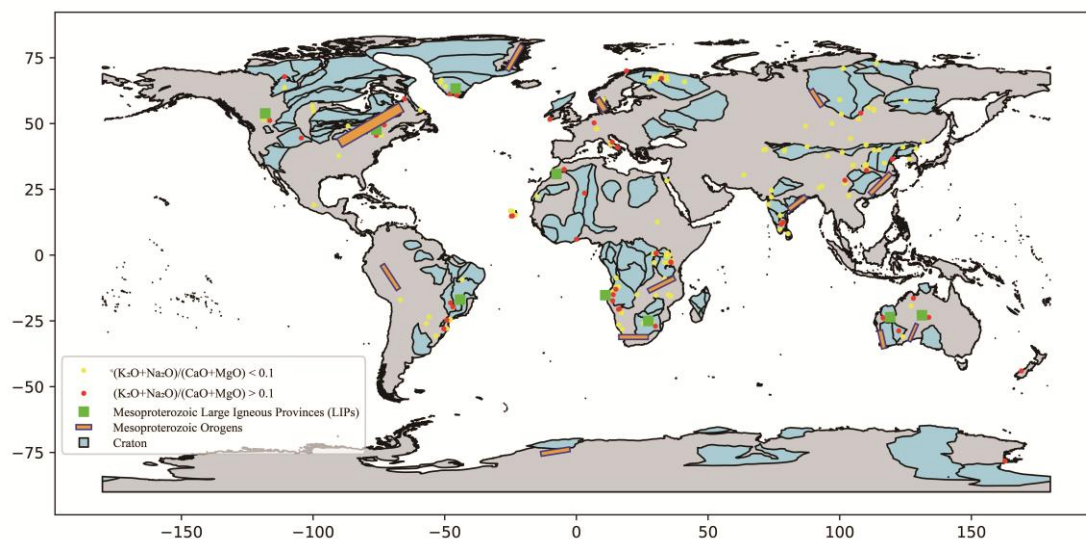 75
50
25
0
−25
−50
−75
(K₂O+Na₂O)/(CaO+MgO) < 0.1
(K₂O+Na₂O)/(CaO+MgO) > 0.1
Mesoproterozoic Large Igneous Provinces (LIPs)
Mesoproterozoic Orogens
Craton
−150 −100 −50 0 50 100 150